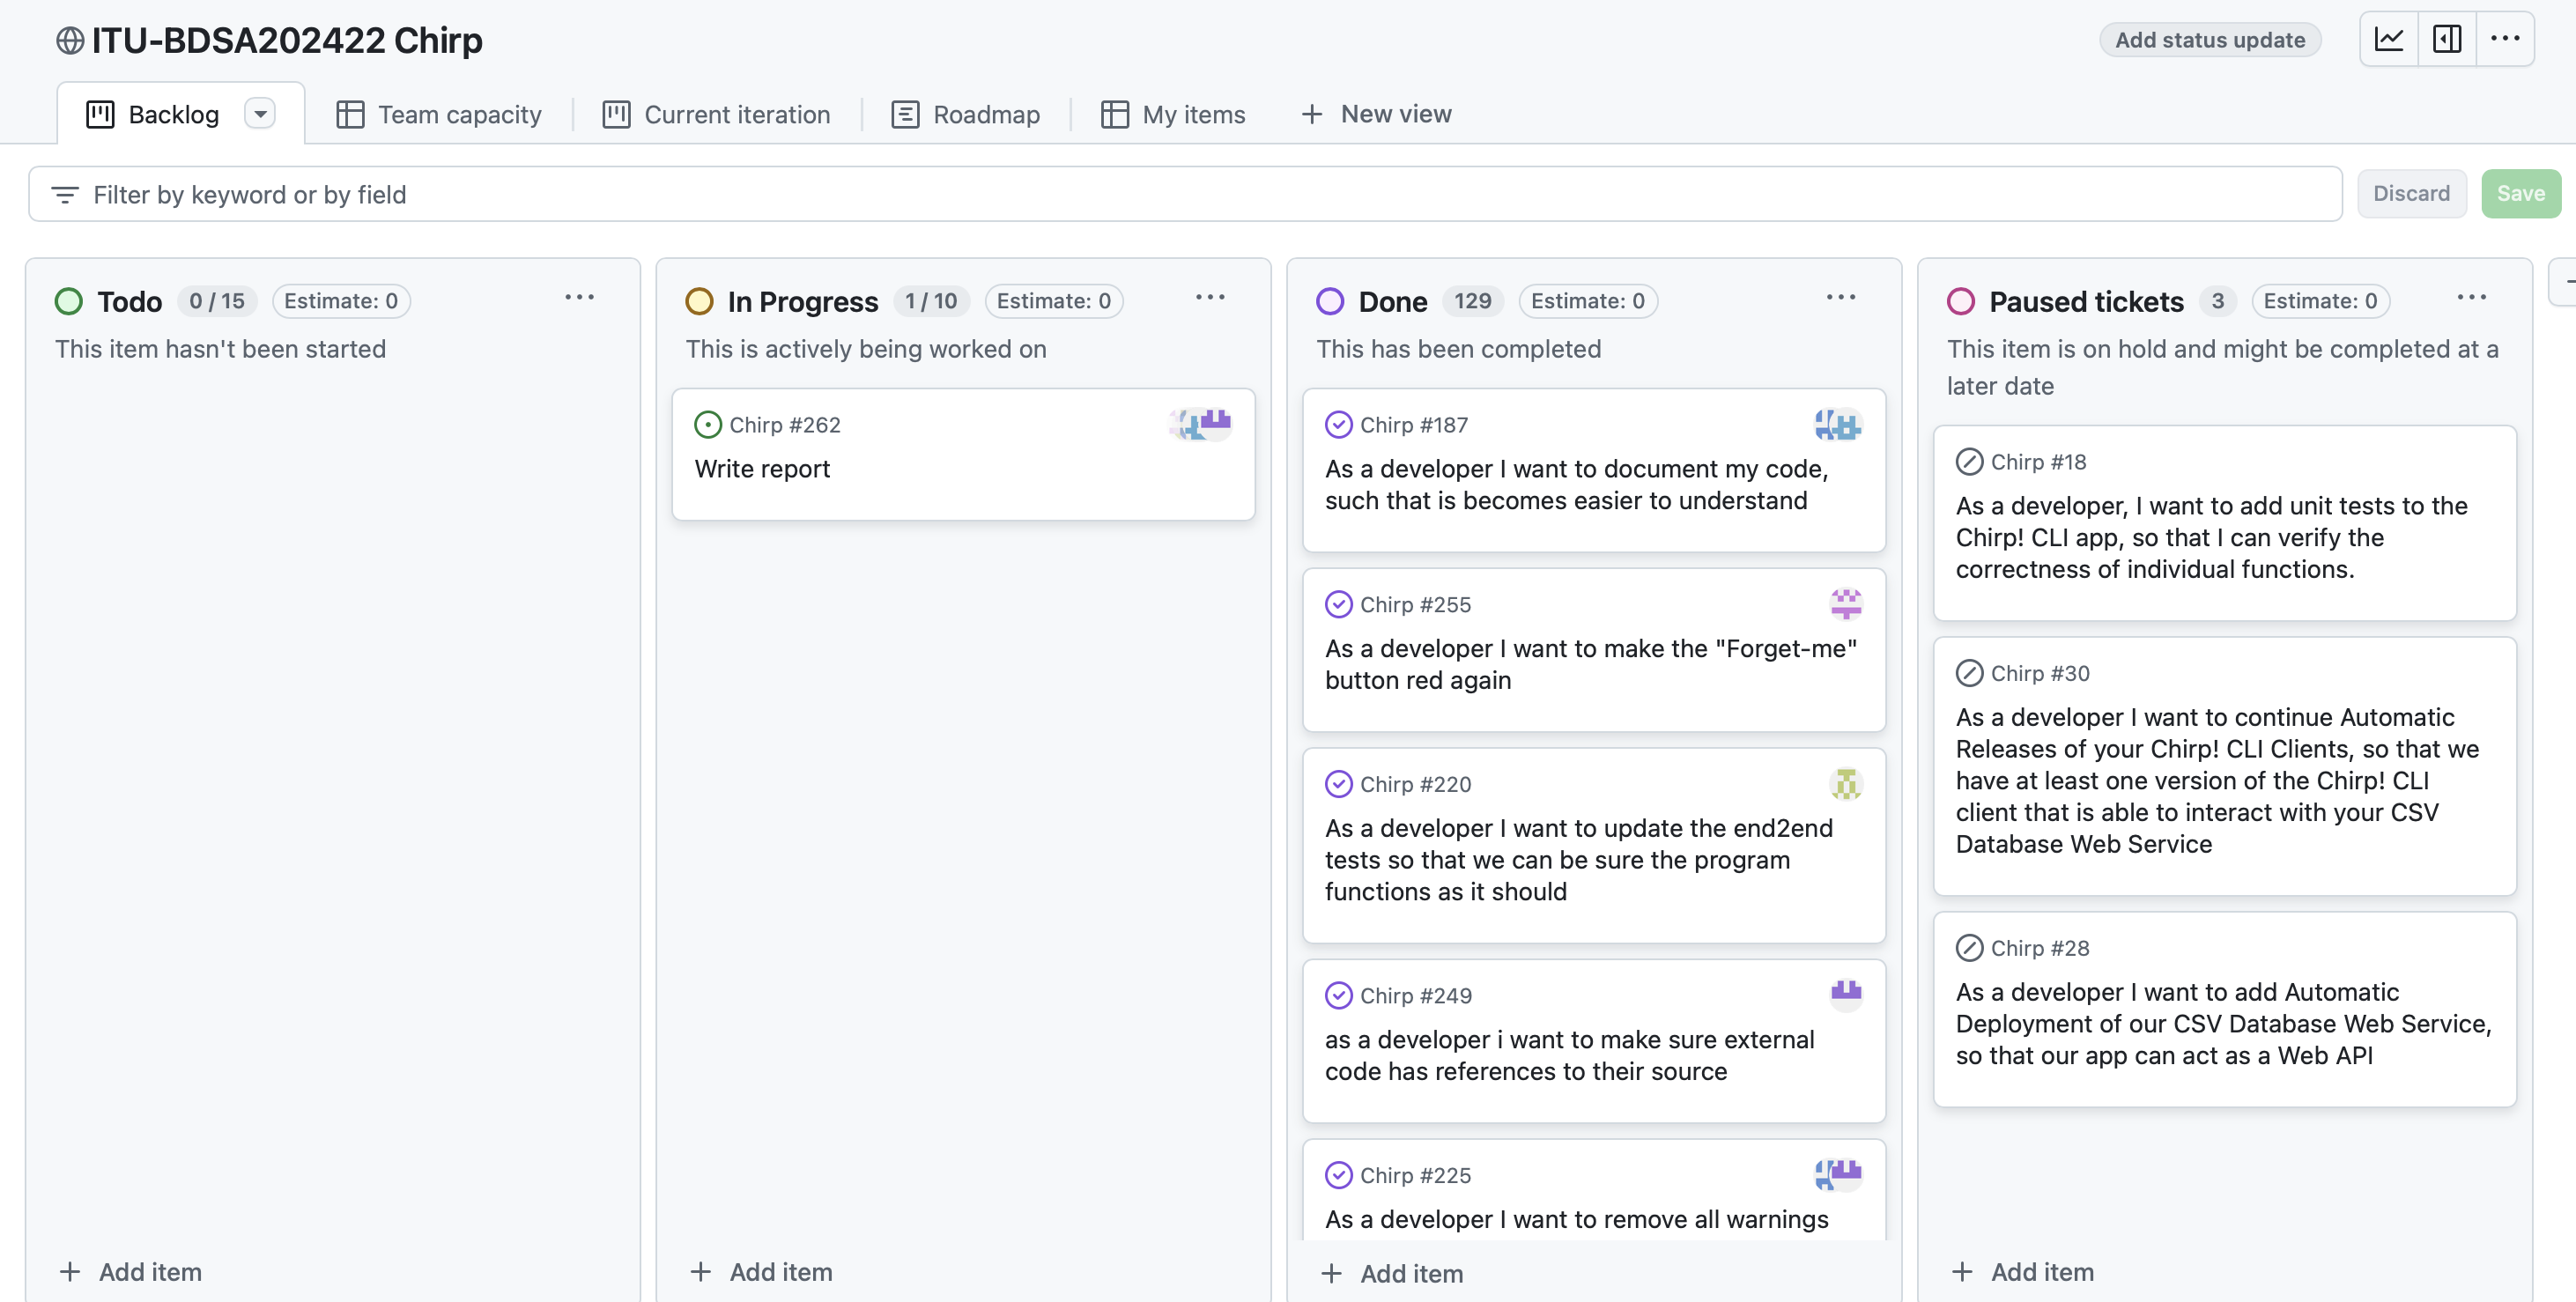 ITU-BDSA202422 Chirp
Add status update
Backlog
Team capacity
Current iteration
Roadmap
My items
New view
Filter by keyword or by field
Discard
Save
Todo 0 / 15 Estimate: 0
This item hasn't been started
Add item
In Progress 1 / 10 Estimate: 0
This is actively being worked on
Chirp #262
Write report
Add item
Done 129 Estimate: 0
This has been completed
Chirp #187
As a developer I want to document my code,
such that is becomes easier to understand
Chirp #255
As a developer I want to make the "Forget-me"
button red again
Chirp #220
As a developer I want to update the end2end
tests so that we can be sure the program
functions as it should
Chirp #249
as a developer i want to make sure external
code has references to their source
Chirp #225
As a developer I want to remove all warnings
Add item
Paused tickets 3 Estimate: 0
This item is on hold and might be completed at a
later date
Chirp #18
As a developer, I want to add unit tests to the
Chirp! CLI app, so that I can verify the
correctness of individual functions.
Chirp #30
As a developer I want to continue Automatic
Releases of your Chirp! CLI Clients, so that we
have at least one version of the Chirp! CLI
client that is able to interact with your CSV
Database Web Service
Chirp #28
As a developer I want to add Automatic
Deployment of our CSV Database Web Service,
so that our app can act as a Web API
Add item